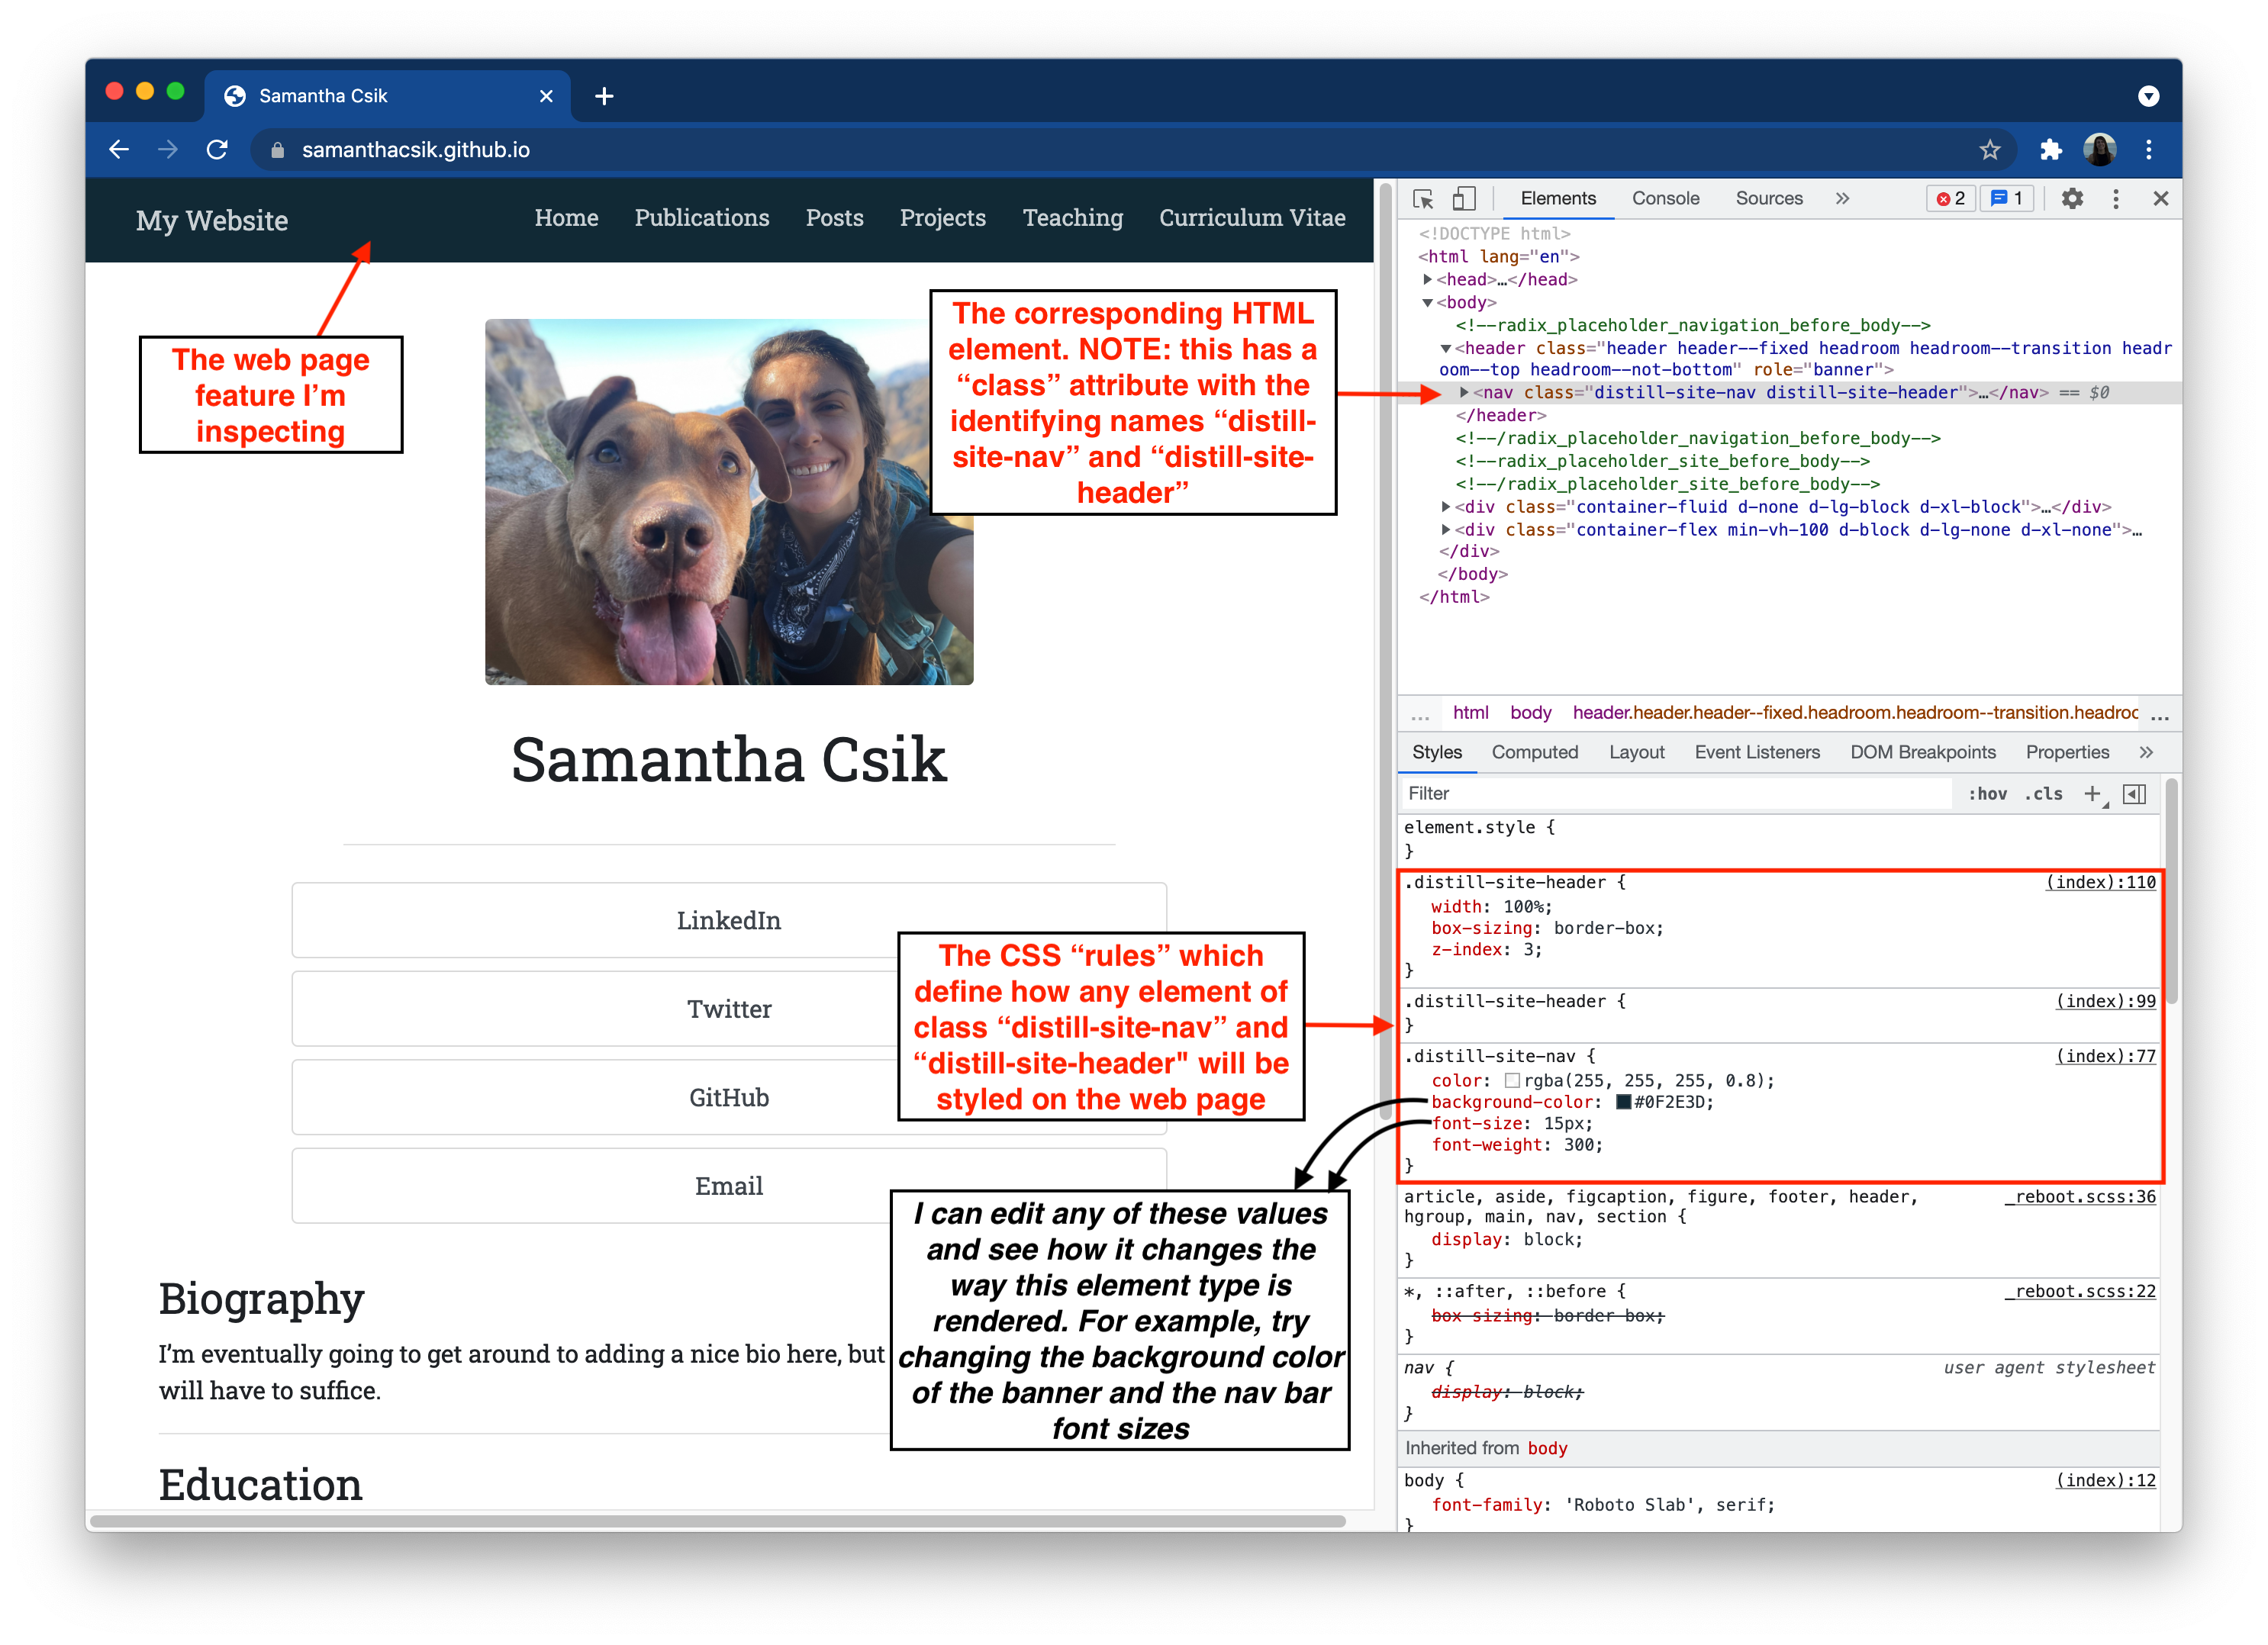 Samantha Csik
samanthacsik.github.io
My Website
Home
Publications
Posts
Projects
Teaching
Curriculum Vitae
The web page
feature I’m
inspecting
The corresponding HTML
element. NOTE: this has a
“class” attribute with the
identifying names “distill-
site-nav” and “distill-site-
header”
Samantha Csik
LinkedIn
Twitter
GitHub
Email
The CSS “rules” which
define how any element of
class “distill-site-nav” and
“distill-site-header" will be
styled on the web page
I can edit any of these values
and see how it changes the
way this element type is
rendered. For example, try
changing the background color
of the banner and the nav bar
font sizes
Biography
I’m eventually going to get around to adding a nice bio here, but
will have to suffice.
Education
Elements
Console
Sources
2
1
<!DOCTYPE html>
<html lang="en">
<head>…</head>
<body>
<!--radix_placeholder_navigation_before_body-->
<header class="header header--fixed headroom headroom--transition headr
oom--top headroom--not-bottom" role="banner">
<nav class="distill-site-nav distill-site-header">…</nav> == $0
</header>
<!--/radix_placeholder_navigation_before_body-->
<!--radix_placeholder_site_before_body-->
<!--/radix_placeholder_site_before_body-->
<div class="container-fluid d-none d-lg-block d-xl-block">…</div>
<div class="container-flex min-vh-100 d-block d-lg-none d-xl-none">…
</div>
</body>
</html>
… html body header.header.header--fixed.headroom.headroom--transition.headroo …
Styles
Computed
Layout
Event Listeners
DOM Breakpoints
Properties
Filter
:hov .cls
element.style {
}
.distill-site-header { (index):110
width: 100%;
box-sizing: border-box;
z-index: 3;
}
.distill-site-header { (index):99
}
.distill-site-nav { (index):77
color: rgba(255, 255, 255, 0.8);
background-color: #0F2E3D;
font-size: 15px;
font-weight: 300;
}
article, aside, figcaption, figure, footer, header, _reboot.scss:36
hgroup, main, nav, section {
display: block;
}
*, ::after, ::before { _reboot.scss:22
box-sizing: border-box;
}
nav { user agent stylesheet
display: block;
}
Inherited from body
body { (index):12
font-family: 'Roboto Slab', serif;
}